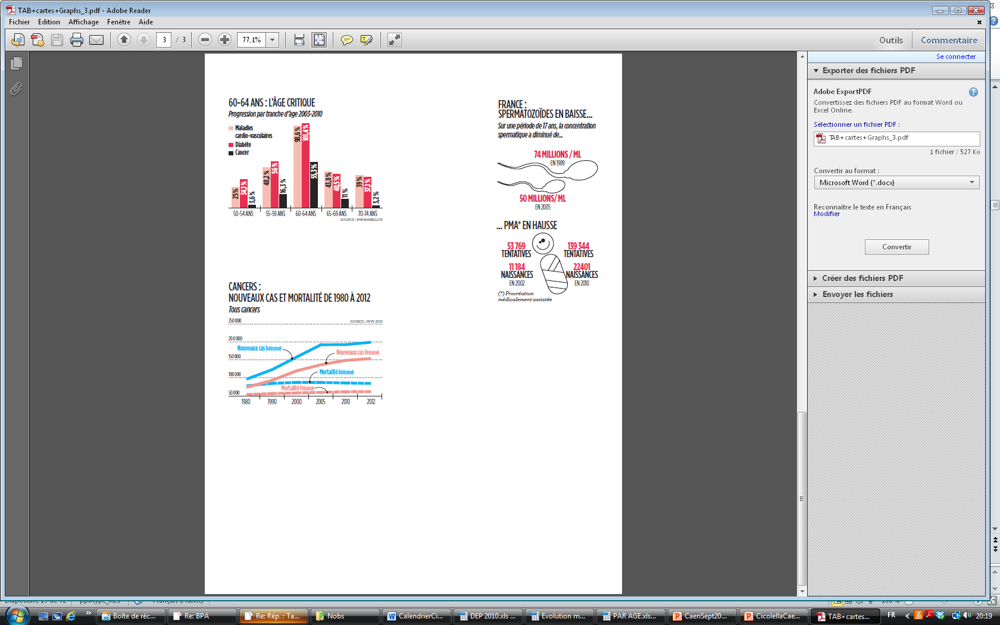 TAB+cartes+Graphs_3.pdf - Adobe Reader
Fichier Edition Affichage Fenêtre Aide
3 / 3 77,1% Outils Commentaire
Se connecter
Exporter des fichiers PDF
Adobe ExportPDF
Convertissez des fichiers PDF au format Word ou
Excel Online.
Sélectionner un fichier PDF :
TAB+cartes+Graphs_3.pdf
1 fichier / 527 Ko
Convertir au format :
Microsoft Word (*.docx)
Reconnaître le texte en Français
Modifier
Convertir
Créer des fichiers PDF
Envoyer les fichiers
60-64 ANS : L'ÂGE CRITIQUE
Progression par tranche d'âge 2003-2010
Maladies
cardio-vasculaires
Diabète
Cancer
25% 34,1 % 3,6 % 48,2 % 56 % 16,3 % 98,6 % 101,4 % 55,3 % 43,8 % 40,5 % 11 % 39 % 37,1 % 3,2 %
50-54 ANS 55-59 ANS 60-64 ANS 65-69 ANS 70-74 ANS
SOURCE : WWW.AMELI.FR
CANCERS :
NOUVEAUX CAS ET MORTALITÉ DE 1980 À 2012
Tous cancers
250 000 SOURCE : INVS 2013
200 000
Nouveaux cas homme
Nouveaux cas femme
150 000
Mortalité homme
100 000
Mortalité femme
50 000
1980 1990 2000 2005 2010 2012
FRANCE :
SPERMATOZOÏDES EN BAISSE...
Sur une période de 17 ans, la concentration
spermatique a diminué de...
74 MILLIONS / ML
EN 1989
50 MILLIONS/ ML
EN 2005
... PMA* EN HAUSSE
53 769 139 344
TENTATIVES TENTATIVES
11 184 22401
NAISSANCES NAISSANCES
EN 2002 EN 2010
(*) Procréation
médicalement assistée
Boîte de réc... Re: BPA Re: Rép. : Ta... Nobs CalendrierCi... DEP 2010.xls ... Evolution m... PAR AGE.xls... CaenSept20... CicolellaCae... TAB+cartes... FR 20:19